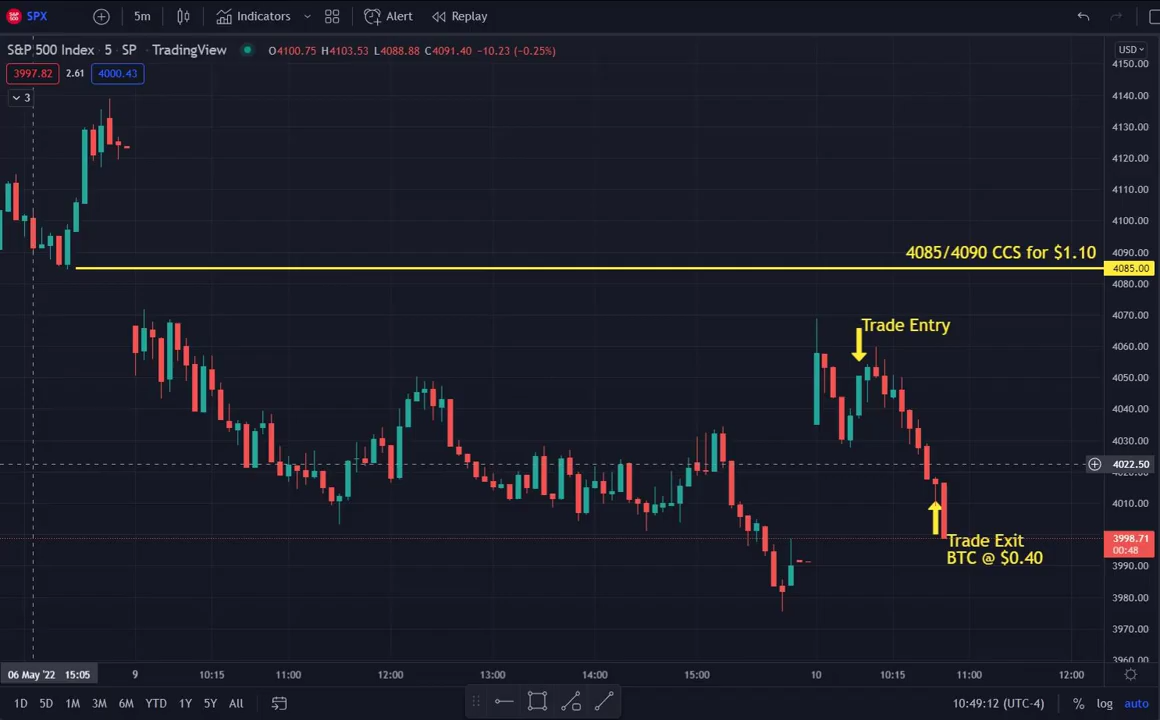 S&P 500 SPX 5m Indicators Alert Replay
S&P 500 Index · 5 · SP · TradingView O4100.75 H4103.53 L4088.88 C4091.40 −10.23 (−0.25%)
USD
3997.82 2.61 4000.43
3
4150.00
4140.00
4130.00
4120.00
4110.00
4100.00
4090.00
4085/4090 CCS for $1.10
4085.00
4080.00
4070.00
Trade Entry
4060.00
4050.00
4040.00
4030.00
4022.50
4010.00
Trade Exit
3998.71
00:48
BTC @ $0.40
3990.00
3980.00
3970.00
3960.00
06 May '22 15:05 9 10:15 11:00 12:00 13:00 14:00 15:00 10 10:15 11:00 12:00
1D 5D 1M 3M 6M YTD 1Y 5Y All 10:49:12 (UTC-4) % log auto